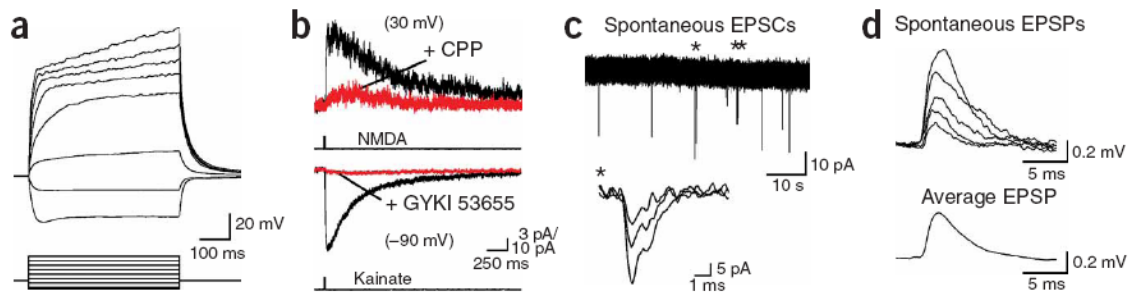 a
20 mV
100 ms
b
(30 mV)
+ CPP
NMDA
+ GYKI 53655
(–90 mV)
3 pA/
10 pA
250 ms
Kainate
c
Spontaneous EPSCs
*
**
10 pA
10 s
*
5 pA
1 ms
d
Spontaneous EPSPs
0.2 mV
5 ms
Average EPSP
0.2 mV
5 ms